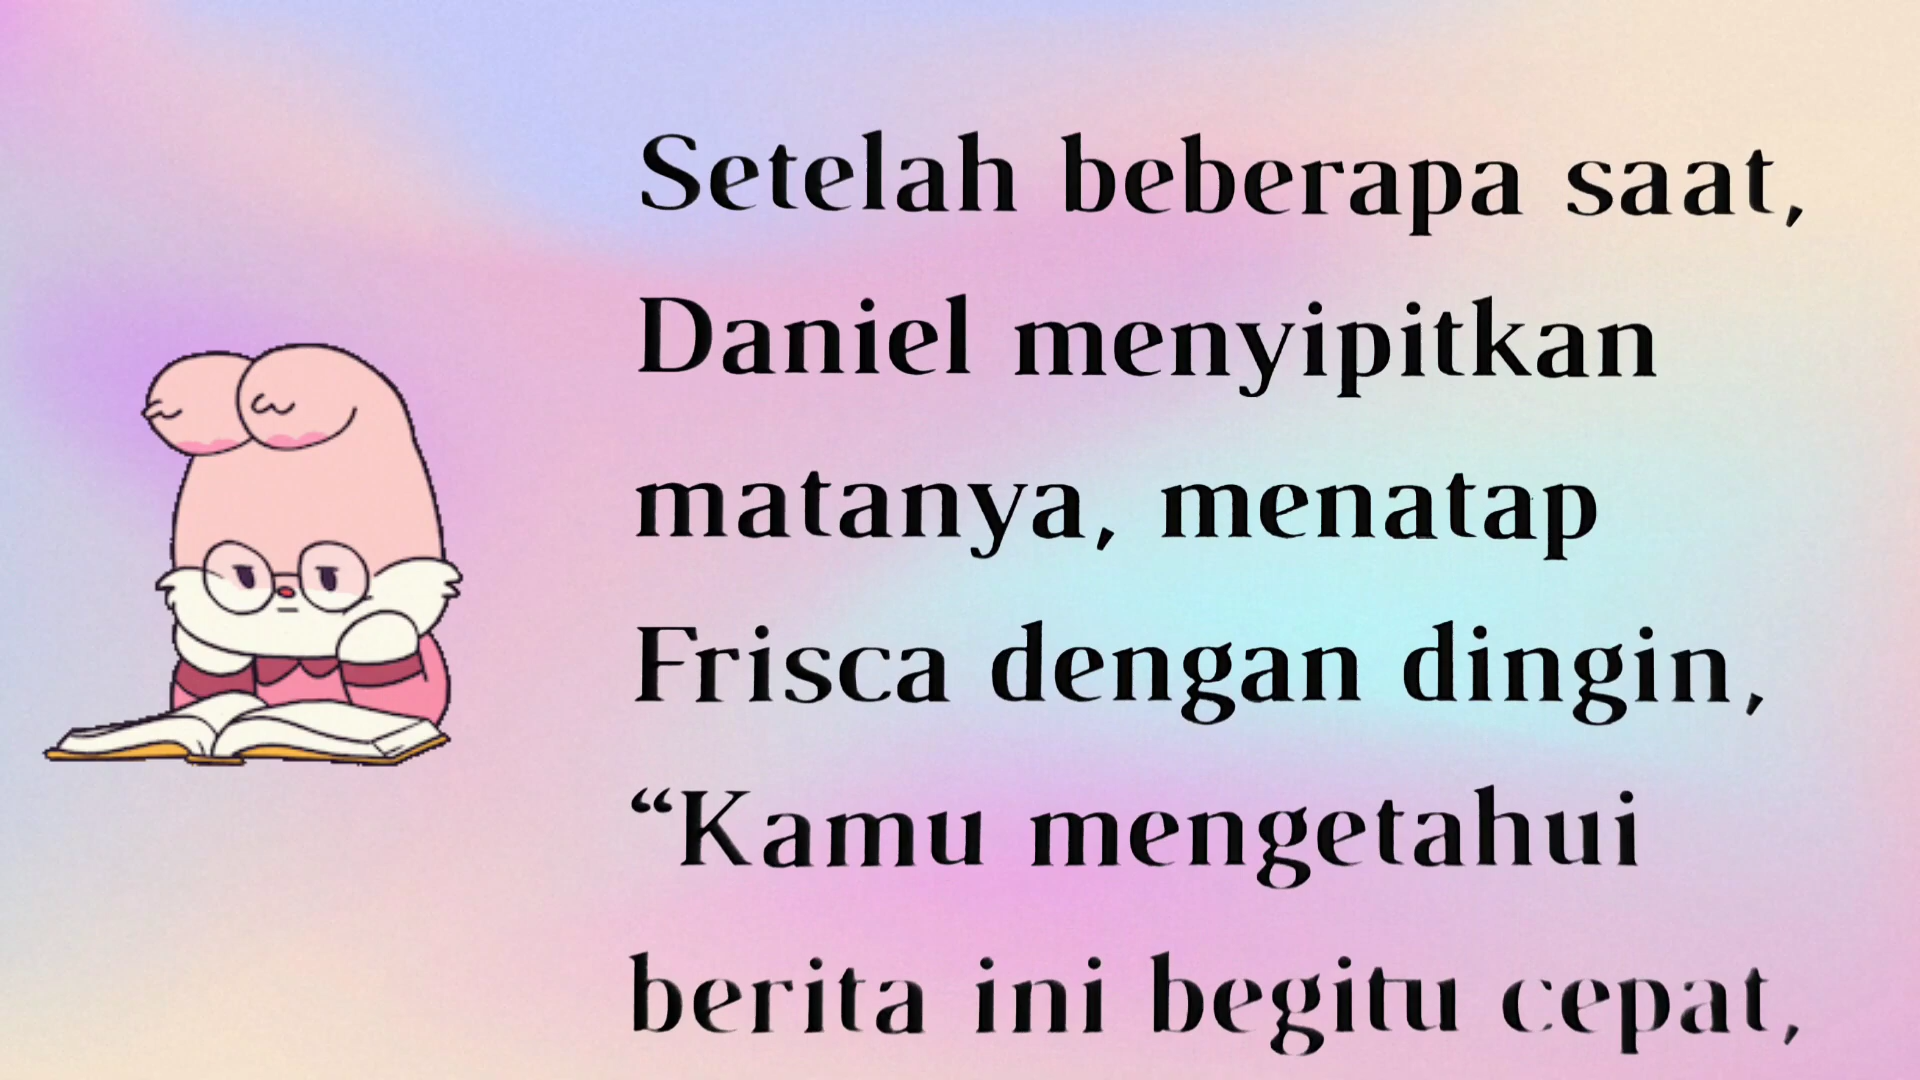 Setelah beberapa saat,
Daniel menyipitkan
matanya, menatap
Frisca dengan dingin,
“Kamu mengetahui
berita ini begitu cepat,